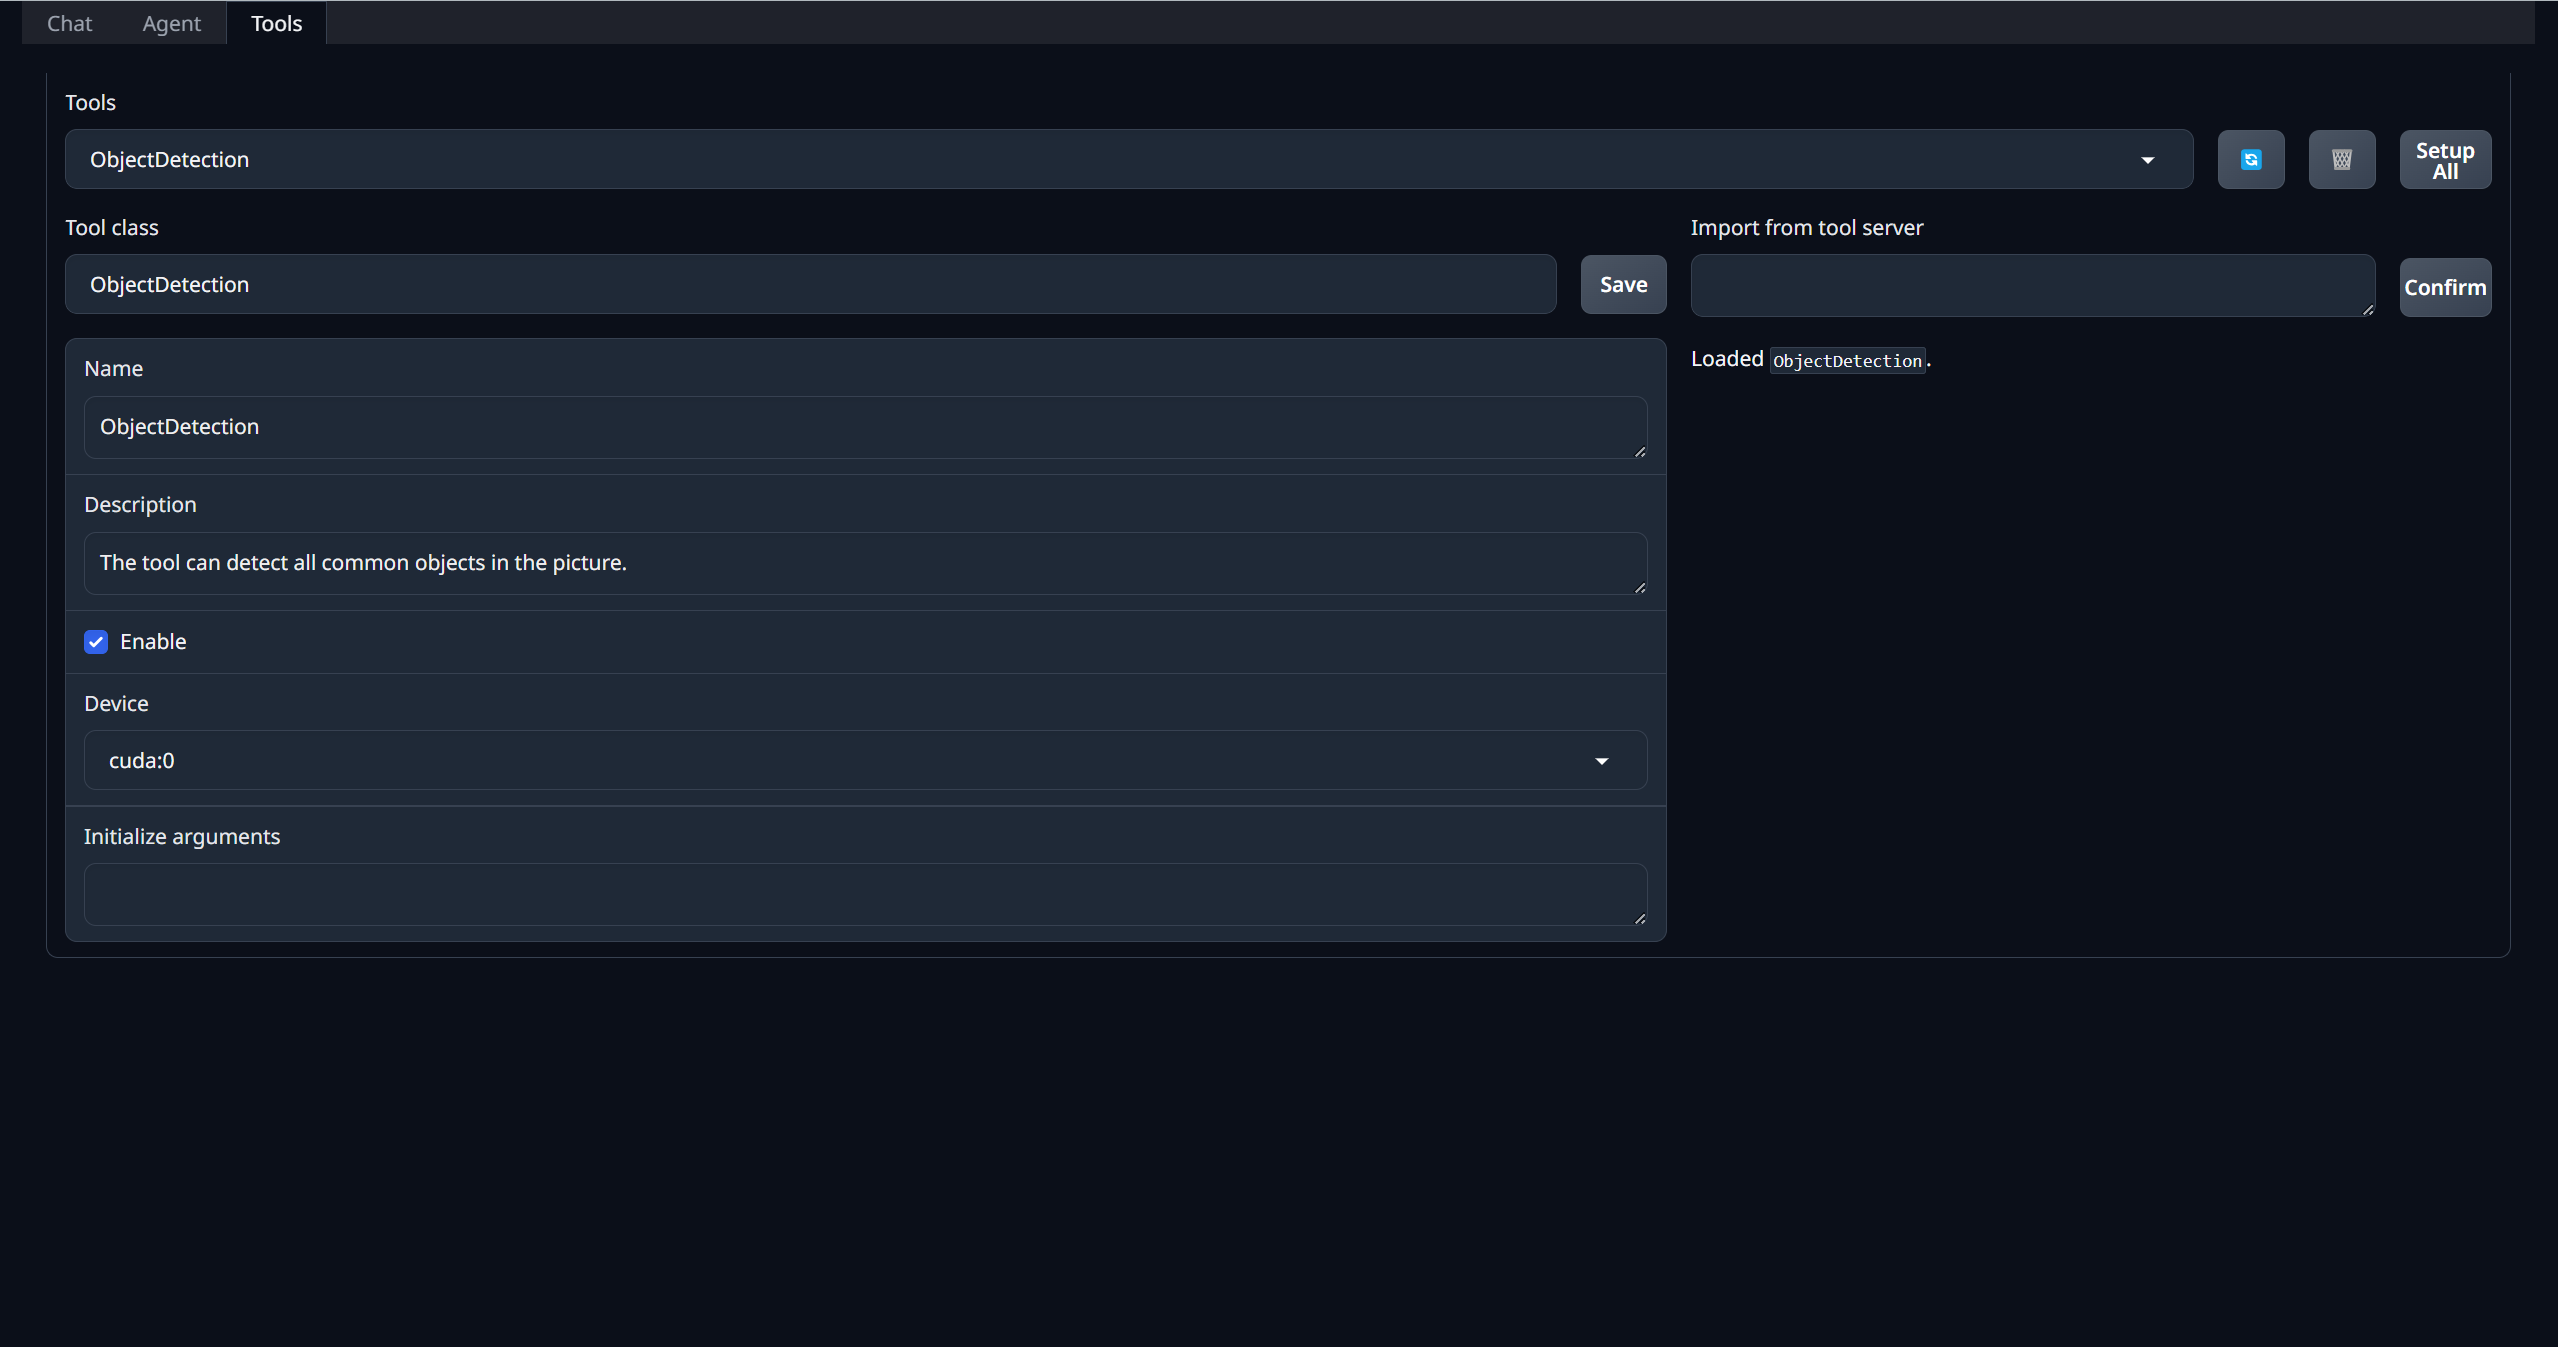 Chat Agent Tools
Tools
ObjectDetection
Setup
All
Tool class
ObjectDetection
Save
Import from tool server
Confirm
Name
ObjectDetection
Loaded ObjectDetection.
Description
The tool can detect all common objects in the picture.
Enable
Device
cuda:0
Initialize arguments